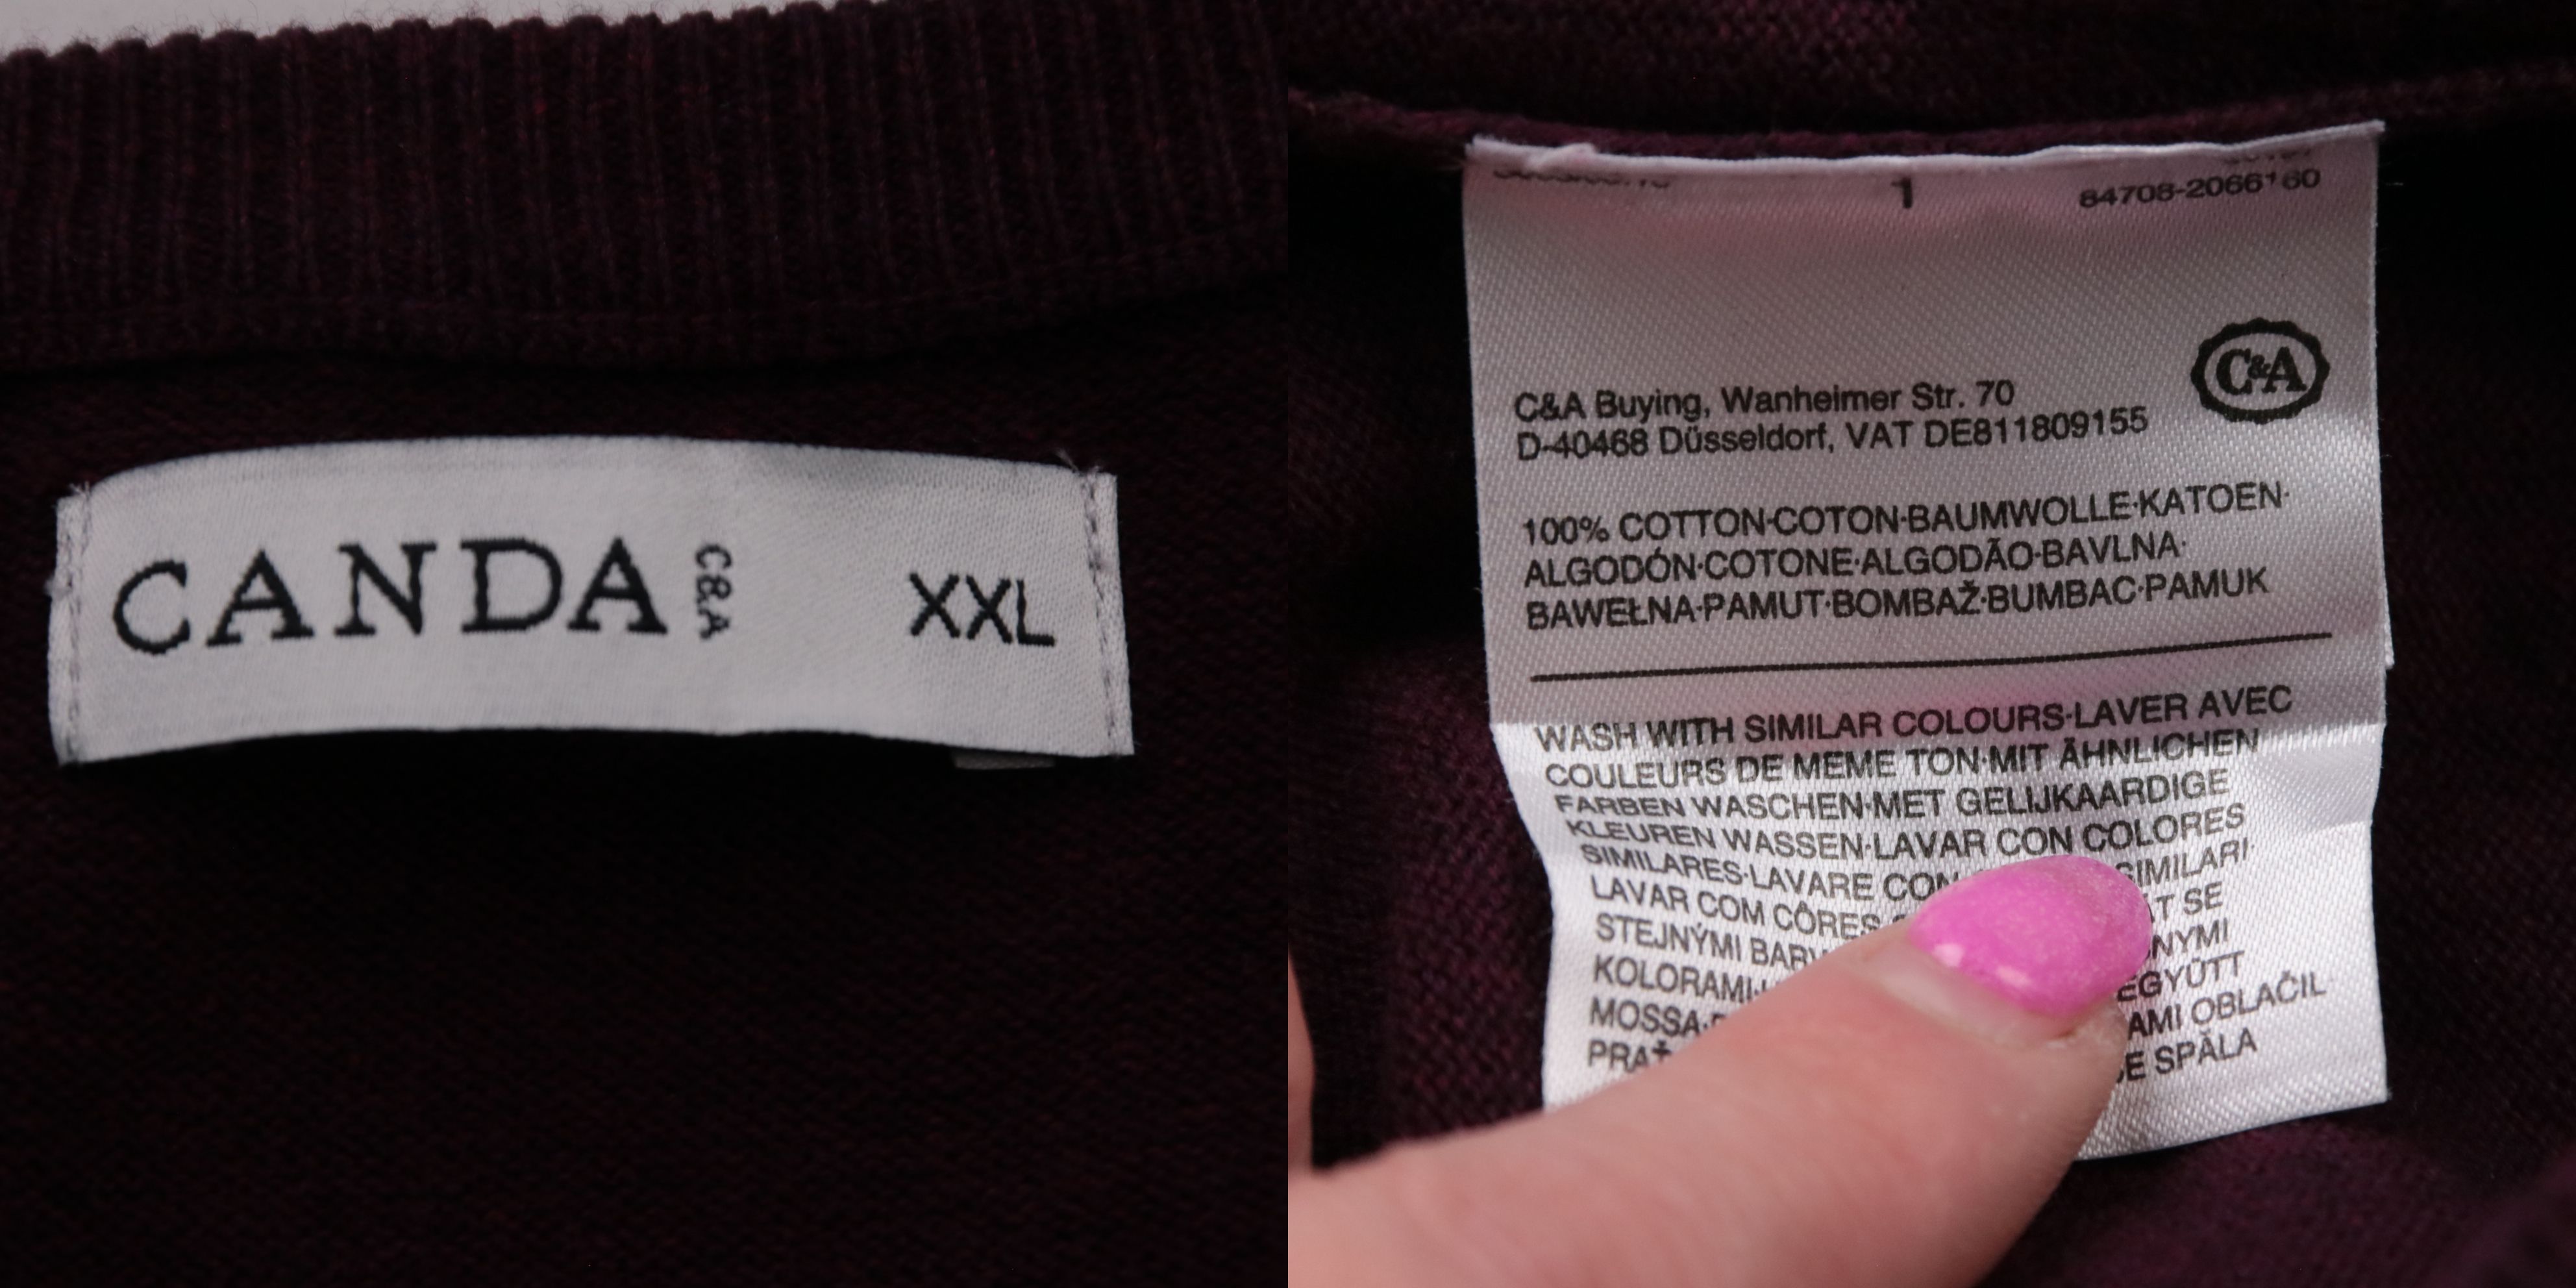 CANDA C&A XXL
1
84708-2066160
C&A
C&A Buying, Wanheimer Str. 70
D-40468 Düsseldorf, VAT DE811809155
100% COTTON·COTON·BAUMWOLLE·KATOEN·
ALGODÓN·COTONE·ALGODÃO·BAVLNA·
BAWEŁNA·PAMUT·BOMBAŽ·BUMBAC·PAMUK
WASH WITH SIMILAR COLOURS·LAVER AVEC
COULEURS DE MEME TON·MIT ÄHNLICHEN
FARBEN WASCHEN·MET GELIJKAARDIGE
KLEUREN WASSEN·LAVAR CON COLORES
SIMILARES·LAVARE CON SIMILARI·
LAVAR COM CÔRES SE
STEJNÝMI
KOLORAMI· EGYÜTT
MOSSA· OBLAČIL
SPĂLA